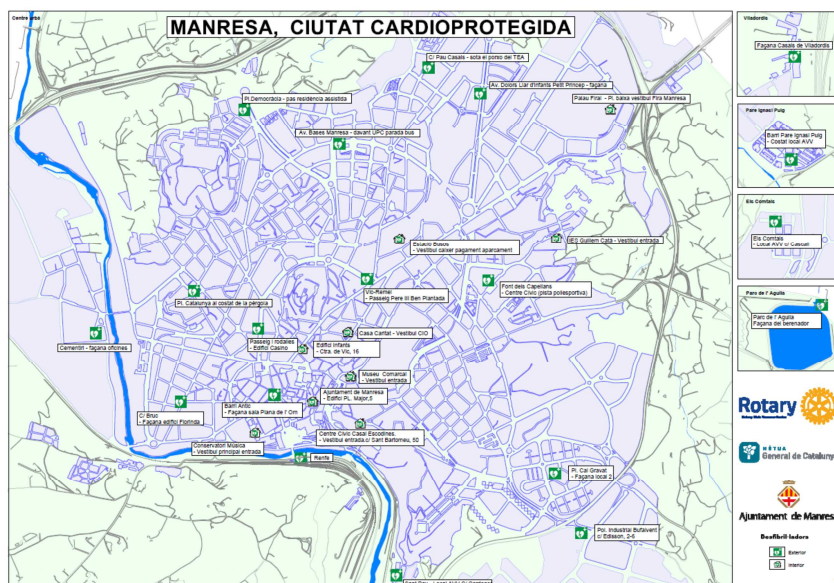 Centre urbà
MANRESA, CIUTAT CARDIOPROTEGIDA
C/ Pau Casals - sota el porxo del TEA
Av. Dolors Llar d'Infants Petit Príncep - façana
Palau Firal - Pl. baixa vestíbul Fira Manresa
Pl.Democràcia - pas residència assistida
Av. Bases Manresa - davant UPC parada bus
Estació Busos
- Vestíbul caixer pagament aparcament
IES Guillem Catà - Vestíbul entrada
Vic-Remei
- Passeig Pere III Ben Plantada
Font dels Capellans
- Centre Cívic (pista poliesportiva)
Pl. Catalunya al costat de la pèrgola
Passeig i rodales
- Edifici Casino
Casa Caritat - Vestíbul CIO
Edifici Infants
- Ctra. de Vic, 16
Cementiri - façana oficines
Museu Comarcal
- Vestíbul entrada
Ajuntament de Manresa
- Edifici PL. Major,5
C/ Bruc
- Façana edifici Florinda
Barri Antic
- Façana sala Plana de l' Om
Centre Cívic Casal Escodines,
- Vestíbul entrada,c/ Sant Bartomeu, 50
Conservatori Música
- Vestíbul principal entrada
Renfe
Pl. Cal Gravat
- Façana local 2
Pol. Industrial Bufalvent
c/ Edisson, 2-6
Viladordis
Façana Casals de Viladordis
Pare Ignasi Puig
Barri Pare Ignasi Puig
- Costat local AVV
Els Comtals
Els Comtals
- Local AVV c/ Cascall
Parc de l' Agulla
Parc de l' Agulla
Façana del berenador
Rotary
MÚTUA
General de Catalunya
Ajuntament de Manresa
Desfibril·ladors
Exterior
Interior